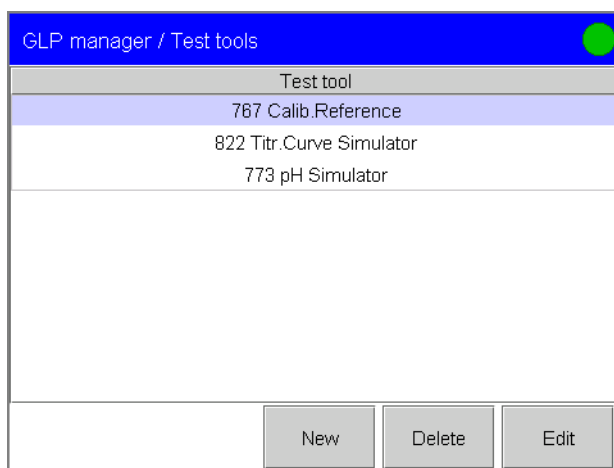 GLP manager / Test tools
Test tool
767 Calib.Reference
822 Titr.Curve Simulator
773 pH Simulator
New
Delete
Edit